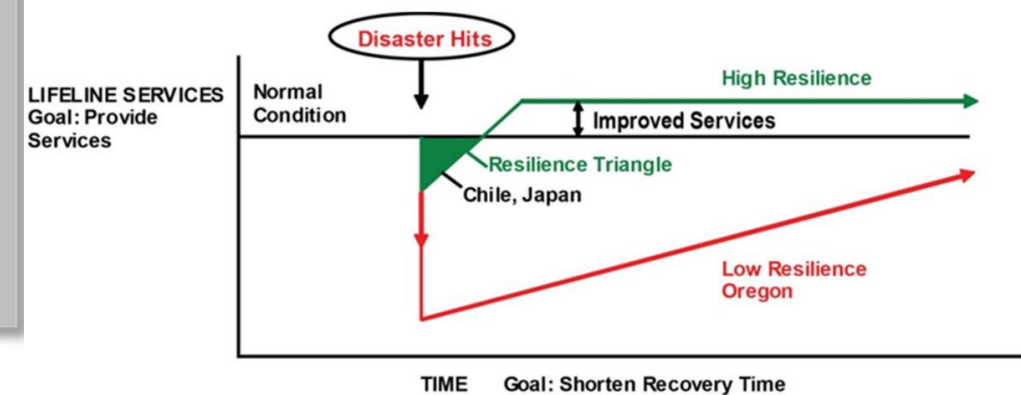 Disaster Hits
LIFELINE SERVICES
Goal: Provide
Services
Normal
Condition
High Resilience
Improved Services
Resilience Triangle
Chile, Japan
Low Resilience
Oregon
TIME Goal: Shorten Recovery Time